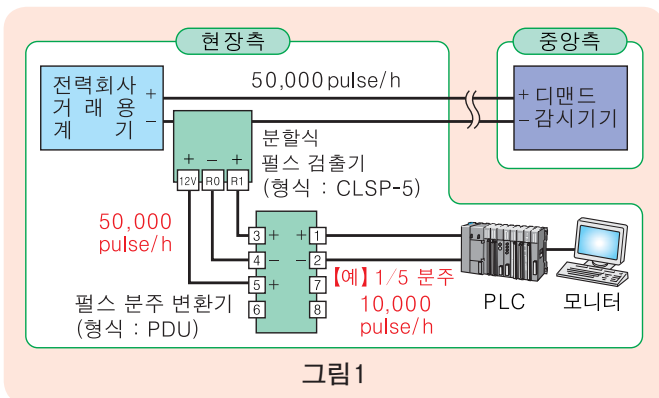 현장측
중앙측
전력회사
거 래 용
계 기
+
−
50,000 pulse/h
+ 디맨드
− 감시기기
분할식
펄스 검출기
(형식 : CLSP-5)
+ − +
12V R0 R1
50,000
pulse/h
3 + + 1
4 − − 2
5 + 7
6 8
【예】 1/5 분주
10,000
pulse/h
펄스 분주 변환기
(형식 : PDU)
PLC
모니터
그림1